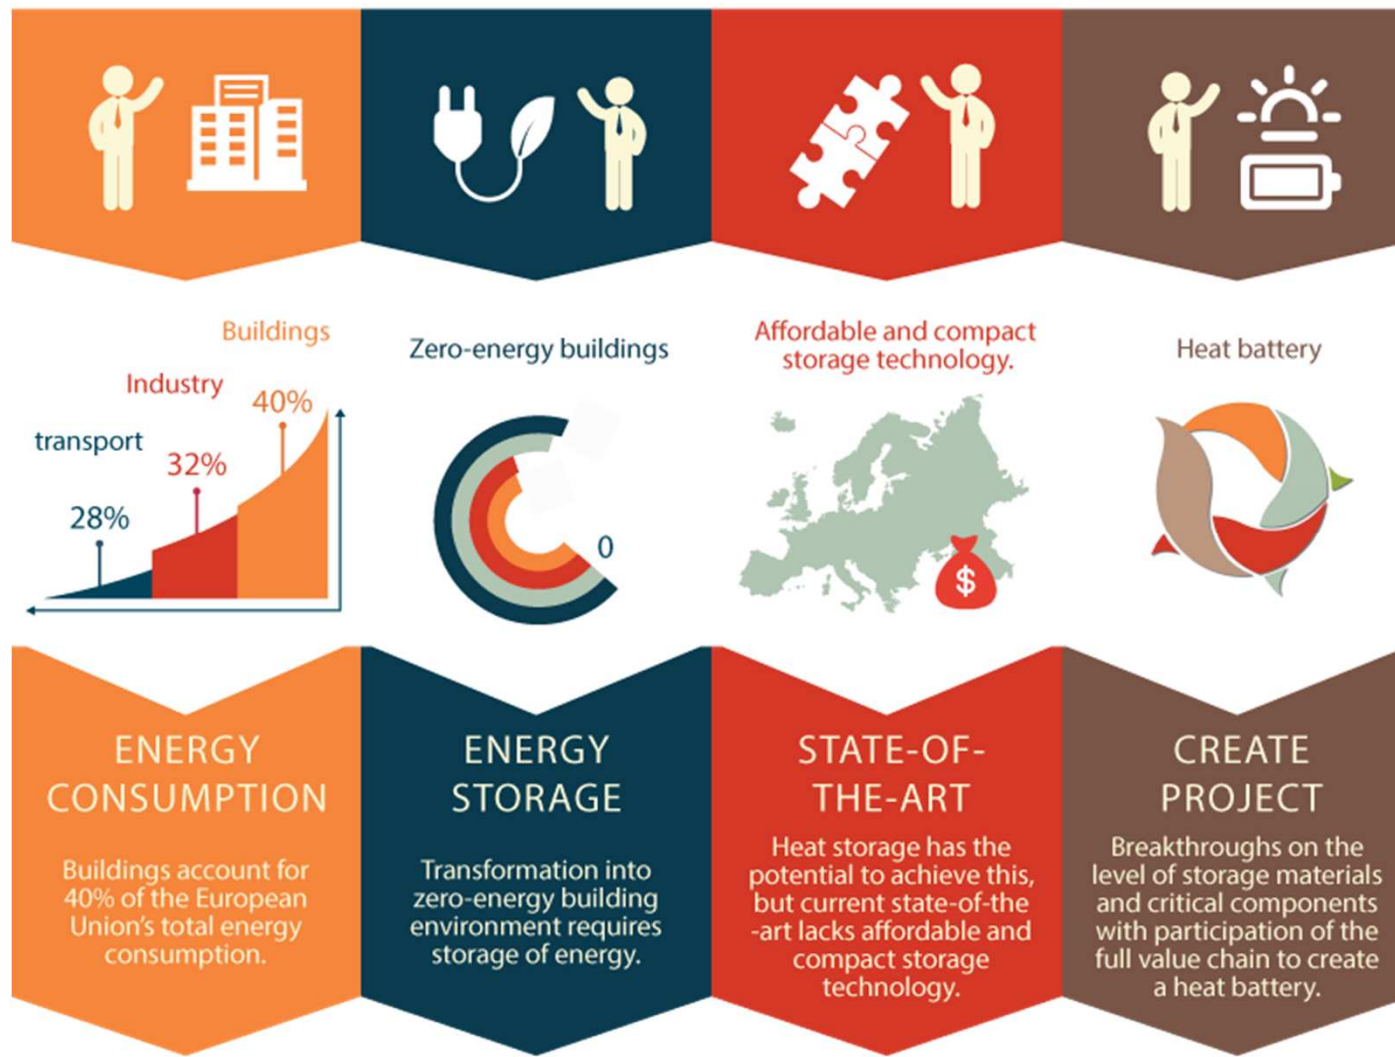 Buildings
Industry
40%
transport
32%
28%
Zero-energy buildings
0
Affordable and compact
storage technology.
$
Heat battery
ENERGY
CONSUMPTION
Buildings account for
40% of the European
Union’s total energy
consumption.
ENERGY
STORAGE
Transformation into
zero-energy building
environment requires
storage of energy.
STATE-OF-
THE-ART
Heat storage has the
potential to achieve this,
but current state-of-the
-art lacks affordable and
compact storage
technology.
CREATE
PROJECT
Breakthroughs on the
level of storage materials
and critical components
with participation of the
full value chain to create
a heat battery.